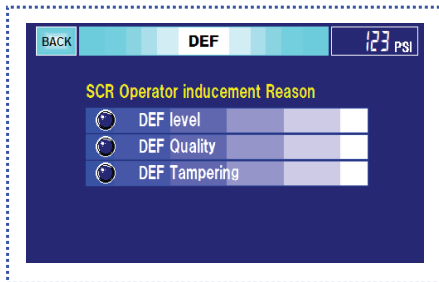 BACK DEF 123 PSI
SCR Operator inducement Reason
DEF level
DEF Quality
DEF Tampering